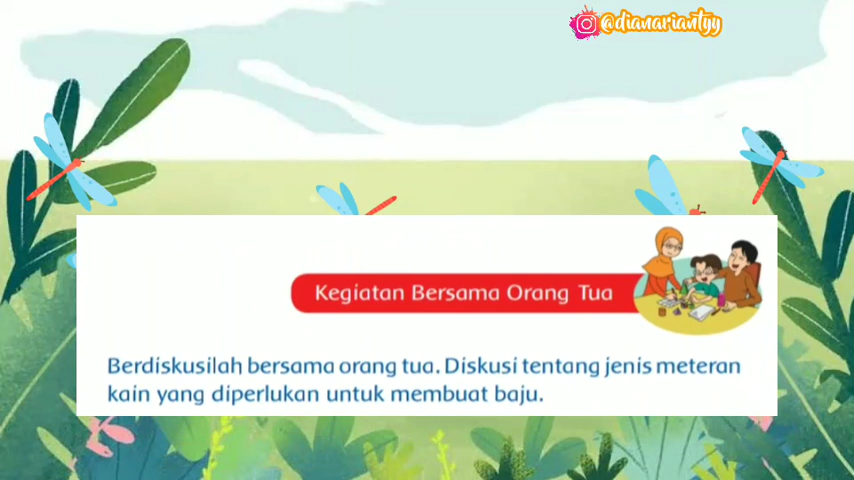 @dianariantyy
Kegiatan Bersama Orang Tua
Berdiskusilah bersama orang tua. Diskusi tentang jenis meteran
kain yang diperlukan untuk membuat baju.